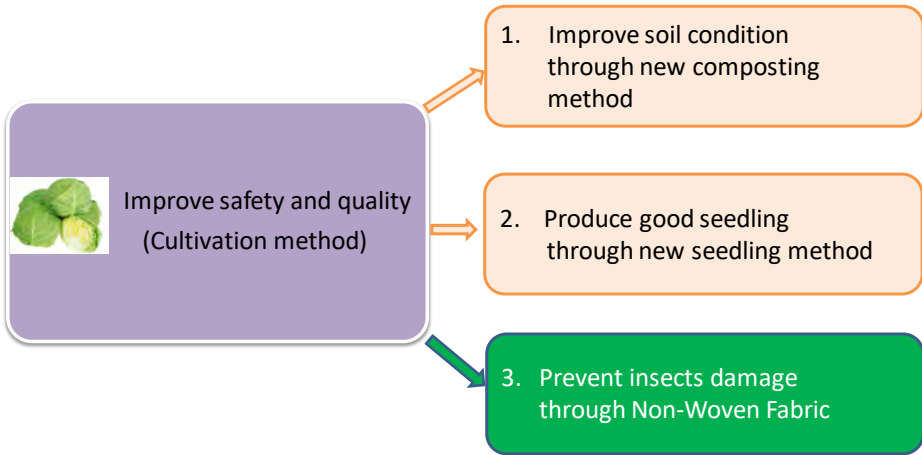 1. Improve soil condition
through new composting
method
Improve safety and quality
(Cultivation method)
2. Produce good seedling
through new seedling method
3. Prevent insects damage
through Non-Woven Fabric